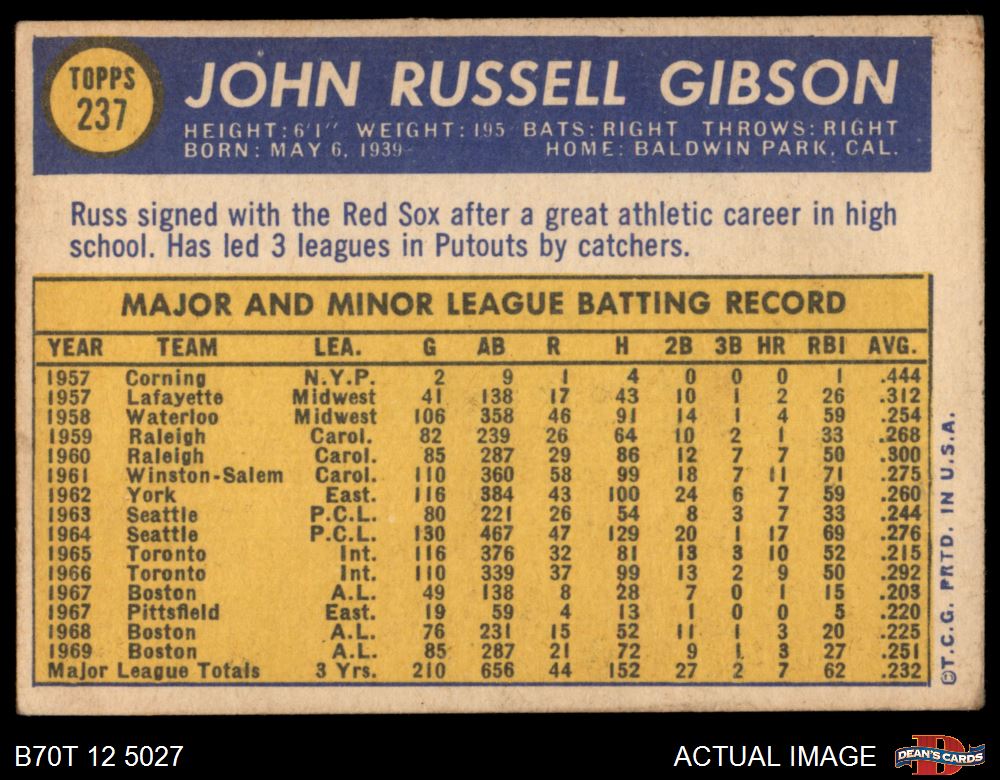 TOPPS
237
JOHN RUSSELL GIBSON
HEIGHT: 6'1" WEIGHT: 195 BATS: RIGHT THROWS: RIGHT
BORN: MAY 6, 1939 HOME: BALDWIN PARK, CAL.
Russ signed with the Red Sox after a great athletic career in high
school. Has led 3 leagues in Putouts by catchers.
MAJOR AND MINOR LEAGUE BATTING RECORD
YEAR TEAM LEA. G AB R H 2B 3B HR RBI AVG.
1957 Corning N.Y.P. 2 9 1 4 0 0 0 1 .444
1957 Lafayette Midwest 41 138 17 43 10 1 2 26 .312
1958 Waterloo Midwest 106 358 46 91 14 1 4 59 .254
1959 Raleigh Carol. 82 239 26 64 10 2 1 33 .268
1960 Raleigh Carol. 85 287 29 86 12 7 7 50 .300
1961 Winston-Salem Carol. 110 360 58 99 18 7 11 71 .275
1962 York East. 116 384 43 100 24 6 7 59 .260
1963 Seattle P.C.L. 80 221 26 54 8 3 7 33 .244
1964 Seattle P.C.L. 130 467 47 129 20 1 17 69 .276
1965 Toronto Int. 116 376 32 81 13 3 10 52 .215
1966 Toronto Int. 110 339 37 99 13 2 9 50 .292
1967 Boston A.L. 49 138 8 28 7 0 1 15 .203
1967 Pittsfield East. 19 59 4 13 1 0 0 5 .220
1968 Boston A.L. 76 231 15 52 11 1 3 20 .225
1969 Boston A.L. 85 287 21 72 9 1 3 27 .251
Major League Totals 3 Yrs. 210 656 44 152 27 2 7 62 .232
©T.C.G. PRTD. IN U.S.A.
B70T 12 5027
ACTUAL IMAGE
DEAN'S CARDS